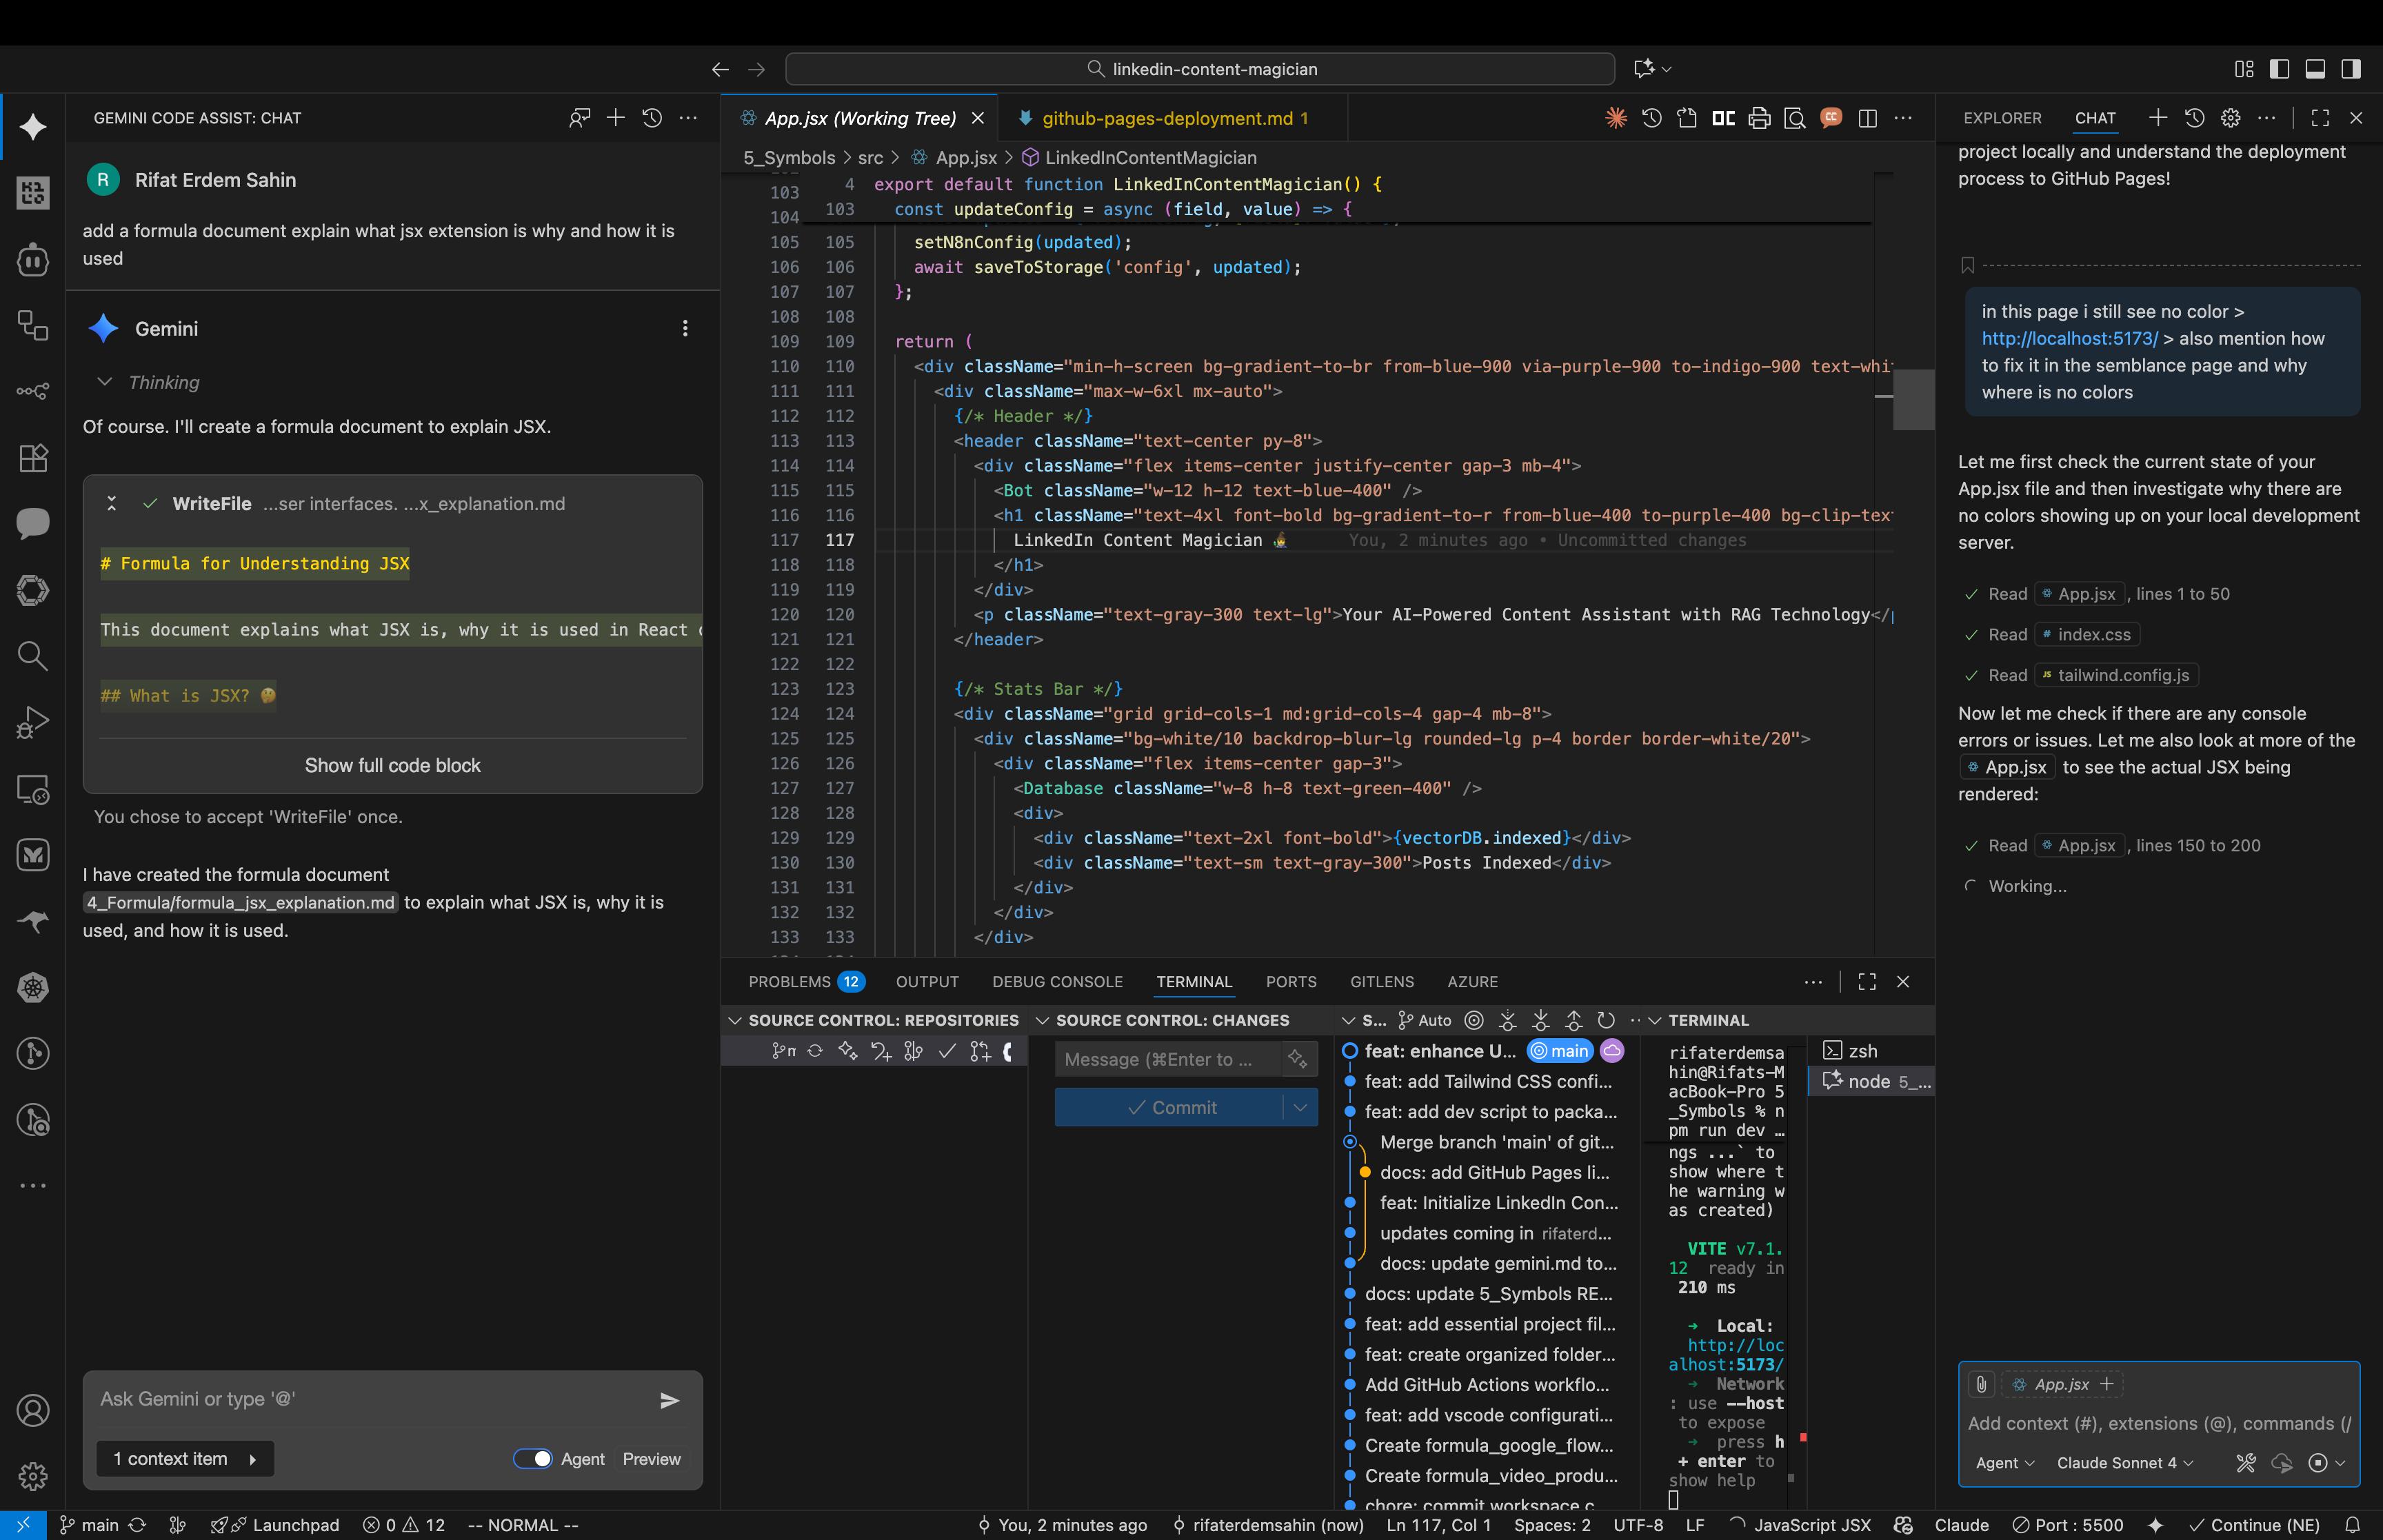 linkedin-content-magician
GEMINI CODE ASSIST: CHAT
R
Rifat Erdem Sahin
add a formula document explain what jsx extension is why and how it is
used
Gemini
Thinking
Of course. I'll create a formula document to explain JSX.
WriteFile ...ser interfaces. ...x_explanation.md
# Formula for Understanding JSX
This document explains what JSX is, why it is used in React
## What is JSX? 🤔
Show full code block
You chose to accept 'WriteFile' once.
I have created the formula document
4_Formula/formula_jsx_explanation.md to explain what JSX is, why it is
used, and how it is used.
Ask Gemini or type '@'
1 context item
Agent Preview
App.jsx (Working Tree)
github-pages-deployment.md 1
CC
5_Symbols > src > App.jsx > LinkedInContentMagician
103 4 export default function LinkedInContentMagician() {
104 103 const updateConfig = async (field, value) => {
105 105 setN8nConfig(updated);
106 106 await saveToStorage('config', updated);
107 107 };
108 108
109 109 return (
110 110 <div className="min-h-screen bg-gradient-to-br from-blue-900 via-purple-900 to-indigo-900 text-whi
111 111 <div className="max-w-6xl mx-auto">
112 112 {/* Header */}
113 113 <header className="text-center py-8">
114 114 <div className="flex items-center justify-center gap-3 mb-4">
115 115 <Bot className="w-12 h-12 text-blue-400" />
116 116 <h1 className="text-4xl font-bold bg-gradient-to-r from-blue-400 to-purple-400 bg-clip-tex
117 117 LinkedIn Content Magician 🧙‍♂️ You, 2 minutes ago • Uncommitted changes
118 118 </h1>
119 119 </div>
120 120 <p className="text-gray-300 text-lg">Your AI-Powered Content Assistant with RAG Technology</
121 121 </header>
122 122
123 123 {/* Stats Bar */}
124 124 <div className="grid grid-cols-1 md:grid-cols-4 gap-4 mb-8">
125 125 <div className="bg-white/10 backdrop-blur-lg rounded-lg p-4 border border-white/20">
126 126 <div className="flex items-center gap-3">
127 127 <Database className="w-8 h-8 text-green-400" />
128 128 <div>
129 129 <div className="text-2xl font-bold">{vectorDB.indexed}</div>
130 130 <div className="text-sm text-gray-300">Posts Indexed</div>
131 131 </div>
132 132 </div>
133 133 </div>
PROBLEMS 12 OUTPUT DEBUG CONSOLE TERMINAL PORTS GITLENS AZURE
SOURCE CONTROL: REPOSITORIES
SOURCE CONTROL: CHANGES
Message (⌘Enter to ...
Commit
S... Auto
feat: enhance U... main
feat: add Tailwind CSS confi...
feat: add dev script to packa...
Merge branch 'main' of git...
docs: add GitHub Pages li...
feat: Initialize LinkedIn Con...
updates coming in rifaterd...
docs: update gemini.md to...
docs: update 5_Symbols RE...
feat: add essential project fil...
feat: create organized folder...
Add GitHub Actions workflo...
feat: add vscode configurati...
Create formula_google_flow...
Create formula_video_produ...
chore: commit workspace c
TERMINAL
rifaterdemsa
hin@Rifats-M
acBook-Pro 5
_Symbols % n
pm run dev ...
ngs ...` to
show where t
he warning w
as created)
VITE v7.1.
12 ready in
210 ms
➜ Local:
http://loc
alhost:5173/
➜ Network
: use --host
to expose
➜ press h
+ enter to
show help
zsh
node 5_...
EXPLORER CHAT
project locally and understand the deployment
process to GitHub Pages!
in this page i still see no color >
http://localhost:5173/ > also mention how
to fix it in the semblance page and why
where is no colors
Let me first check the current state of your
App.jsx file and then investigate why there are
no colors showing up on your local development
server.
Read App.jsx, lines 1 to 50
Read # index.css
Read JS tailwind.config.js
Now let me check if there are any console
errors or issues. Let me also look at more of the
App.jsx to see the actual JSX being
rendered:
Read App.jsx, lines 150 to 200
Working...
App.jsx +
Add context (#), extensions (@), commands (/
Agent Claude Sonnet 4
main Launchpad 0 12 -- NORMAL -- You, 2 minutes ago rifaterdemsahin (now) Ln 117, Col 1 Spaces: 2 UTF-8 LF JavaScript JSX Claude Port : 5500 Continue (NE)